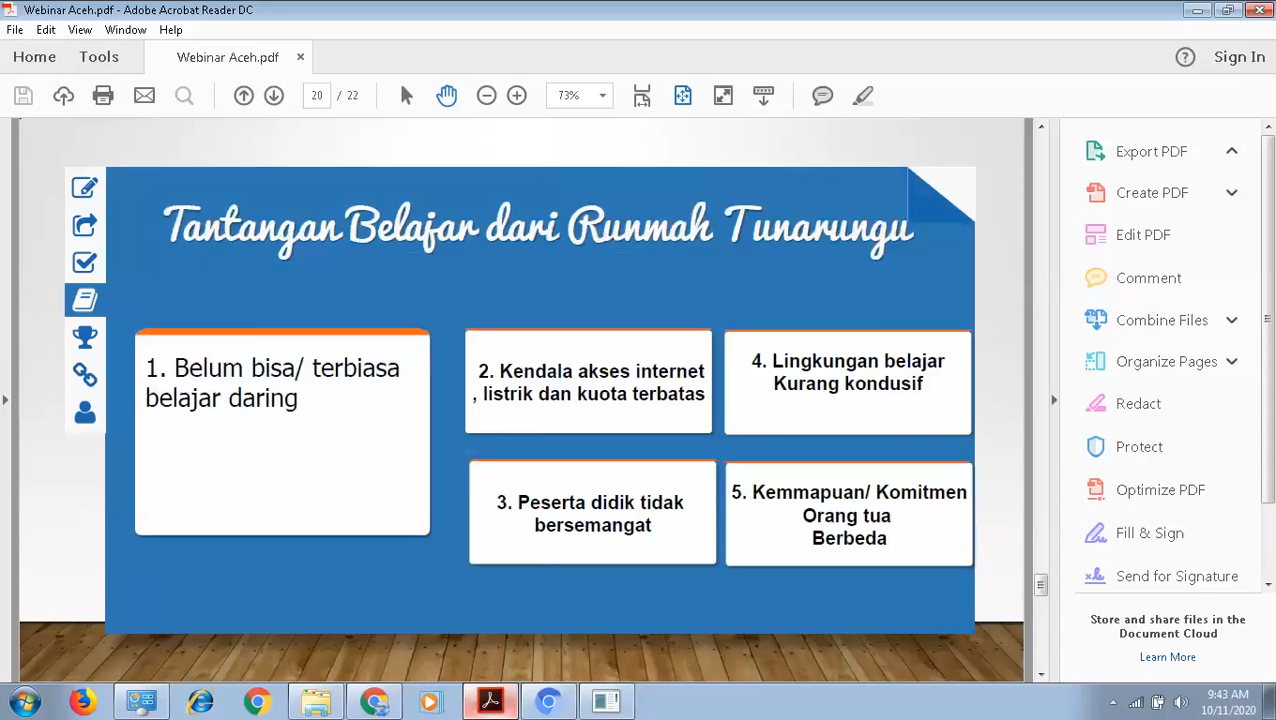 Webinar Aceh.pdf - Adobe Acrobat Reader DC
File Edit View Window Help
Home Tools Webinar Aceh.pdf × Sign In
20 / 22 73%
Tantangan Belajar dari Runmah Tunarungu
1. Belum bisa/ terbiasa
belajar daring
2. Kendala akses internet
, listrik dan kuota terbatas
3. Peserta didik tidak
bersemangat
4. Lingkungan belajar
Kurang kondusif
5. Kemmapuan/ Komitmen
Orang tua
Berbeda
Export PDF
Create PDF
Edit PDF
Comment
Combine Files
Organize Pages
Redact
Protect
Optimize PDF
Fill & Sign
Send for Signature
Store and share files in the
Document Cloud
Learn More
9:43 AM
10/11/2020